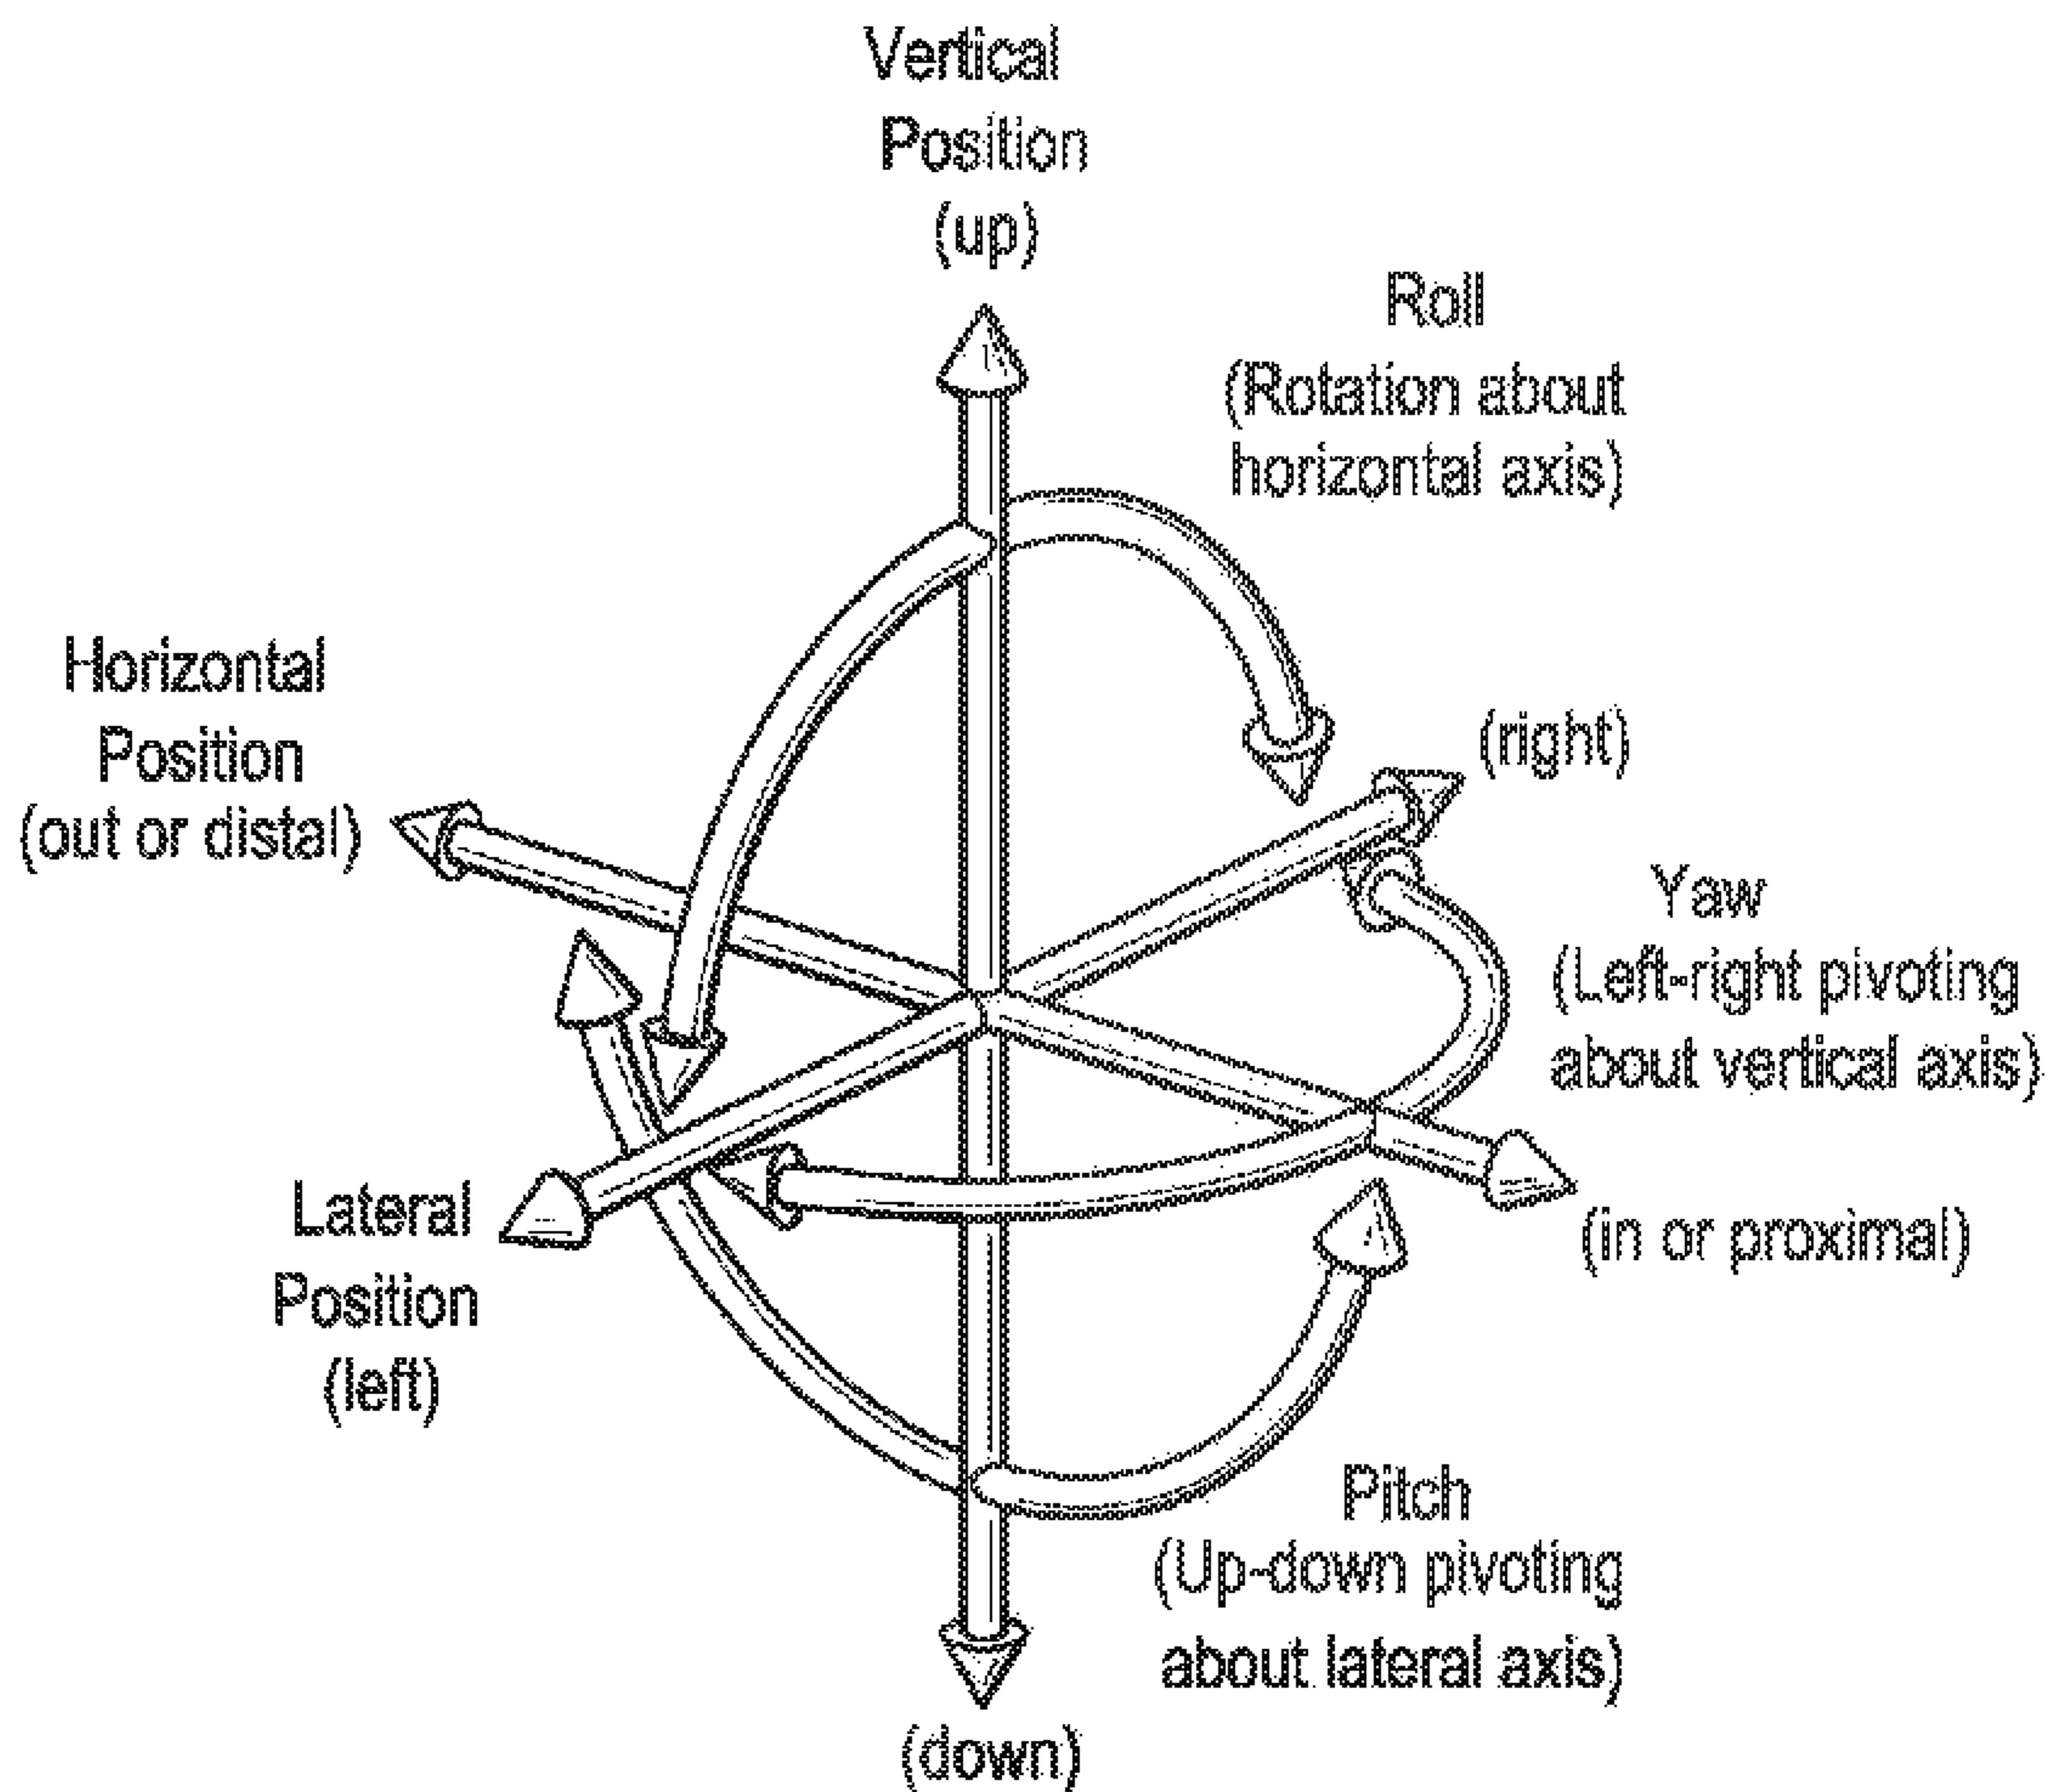 Vertical
Position
(up)
Roll
(Rotation about
horizontal axis)
Horizontal
Position
(out or distal)
(right)
Yaw
(Left-right pivoting
about vertical axis)
Lateral
Position
(left)
(in or proximal)
Pitch
(Up-down pivoting
about lateral axis)
(down)